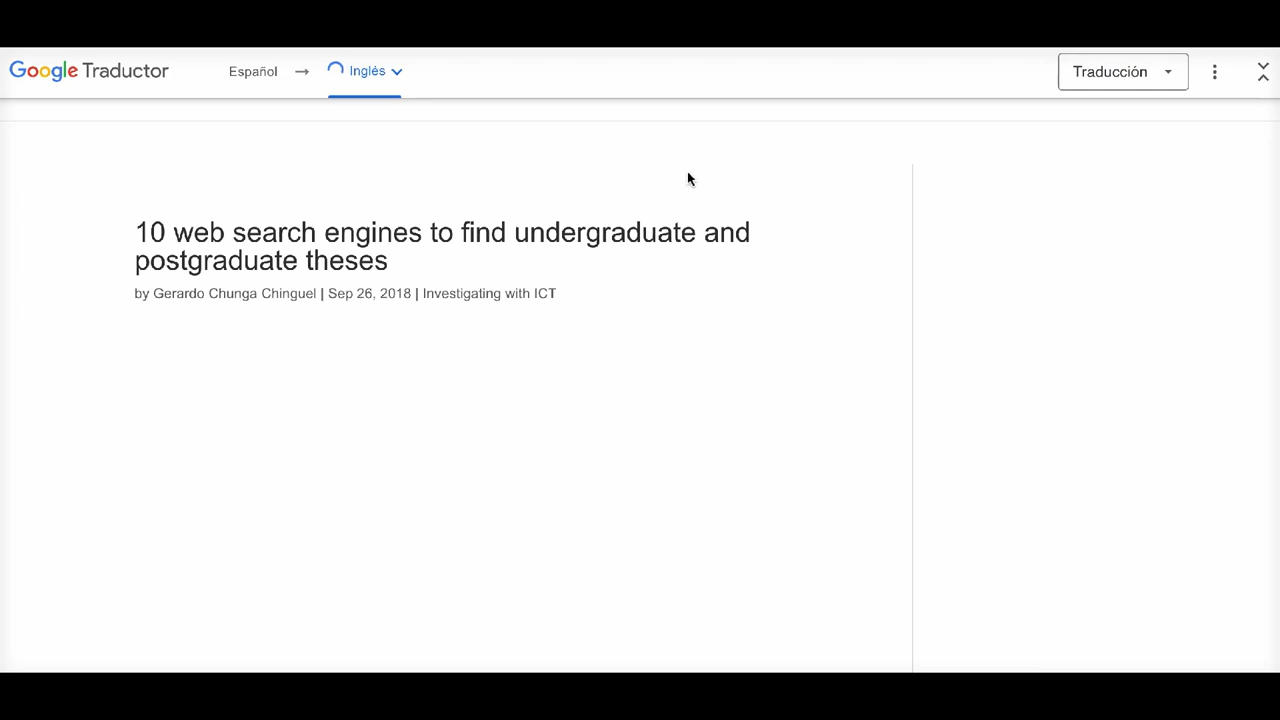 Google Traductor Español → Inglés Traducción
10 web search engines to find undergraduate and
postgraduate theses
by Gerardo Chunga Chinguel | Sep 26, 2018 | Investigating with ICT